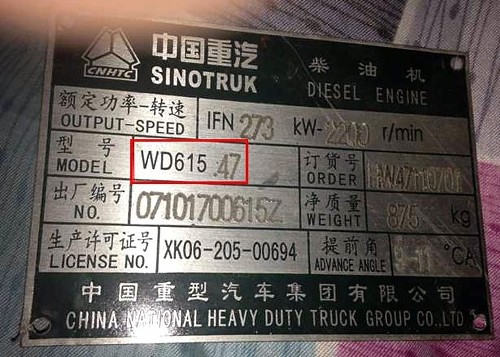 中国重汽 柴油机
CNHTC SINOTRUK DIESEL ENGINE
额定功率-转速
OUTPUT-SPEED IFN 273 kW-2200 r/min
型号 订货号
MODEL WD615.47 ORDER
出厂编号 净质量
NO. 07101700615Z Weight 875 kg
生产许可证号 提前角
LICENSE NO. XK06-205-00694 ADVANCE ANGLE °CA
中国重型汽车集团有限公司
CHINA NATIONAL HEAVY DUTY TRUCK GROUP CO.,LTD